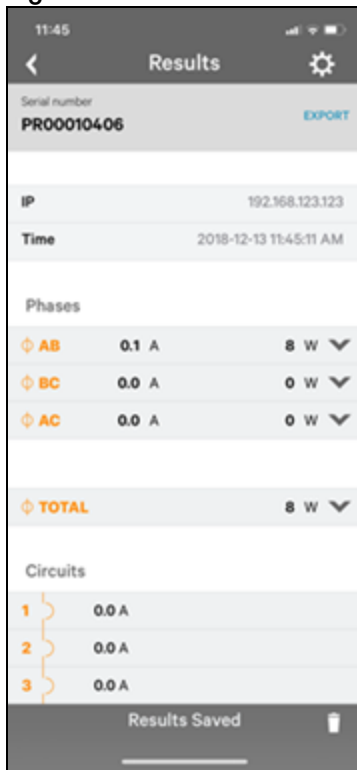 11:45
Results
Serial number
PR00010406 EXPORT
IP 192.168.123.123
Time 2018-12-13 11:45:11 AM
Phases
Φ AB 0.1 A 8 W
Φ BC 0.0 A 0 W
Φ AC 0.0 A 0 W
Φ TOTAL 8 W
Circuits
1 0.0 A
2 0.0 A
3 0.0 A
Results Saved